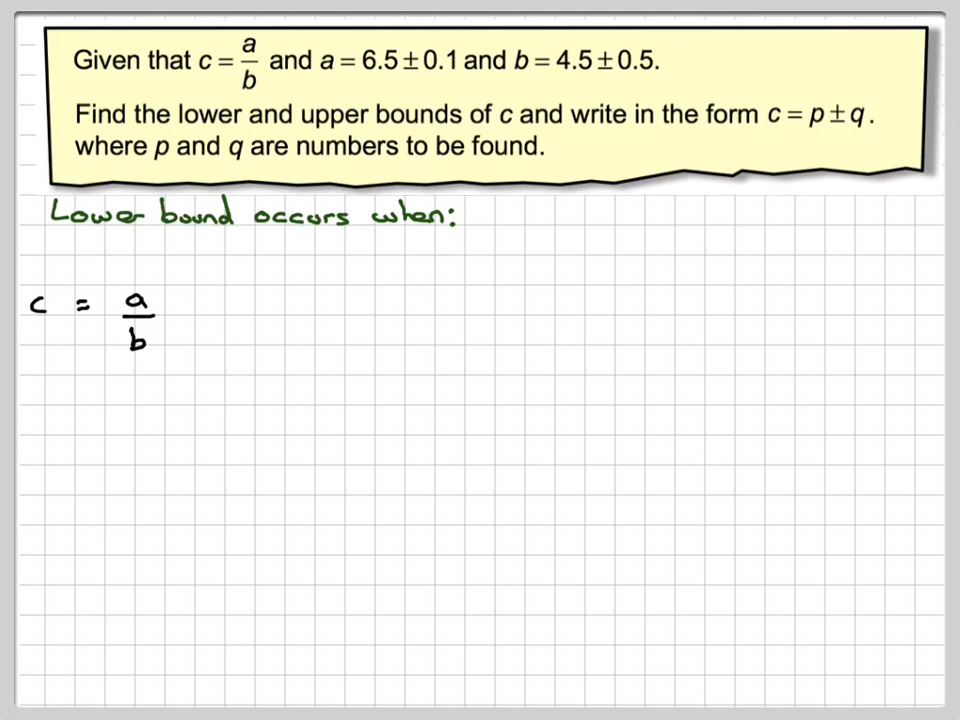 Given that c = a/b and a = 6.5 ± 0.1 and b = 4.5 ± 0.5.
Find the lower and upper bounds of c and write in the form c = p ± q.
where p and q are numbers to be found.
Lower bound occurs when:
c = a/b